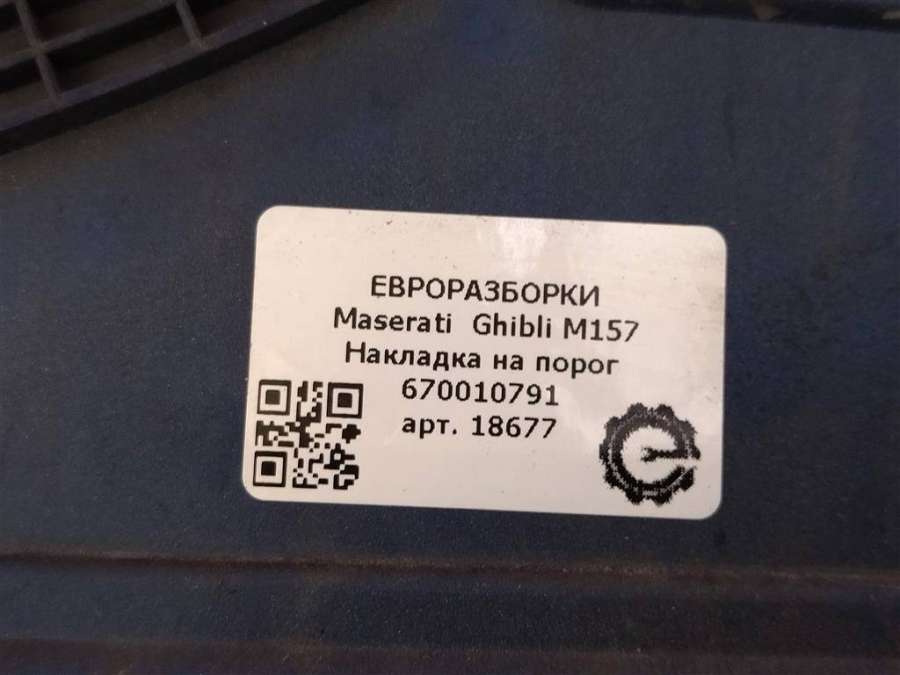 ЕВРОРАЗБОРКИ
Maserati Ghibli M157
Накладка на порог
670010791
арт. 18677